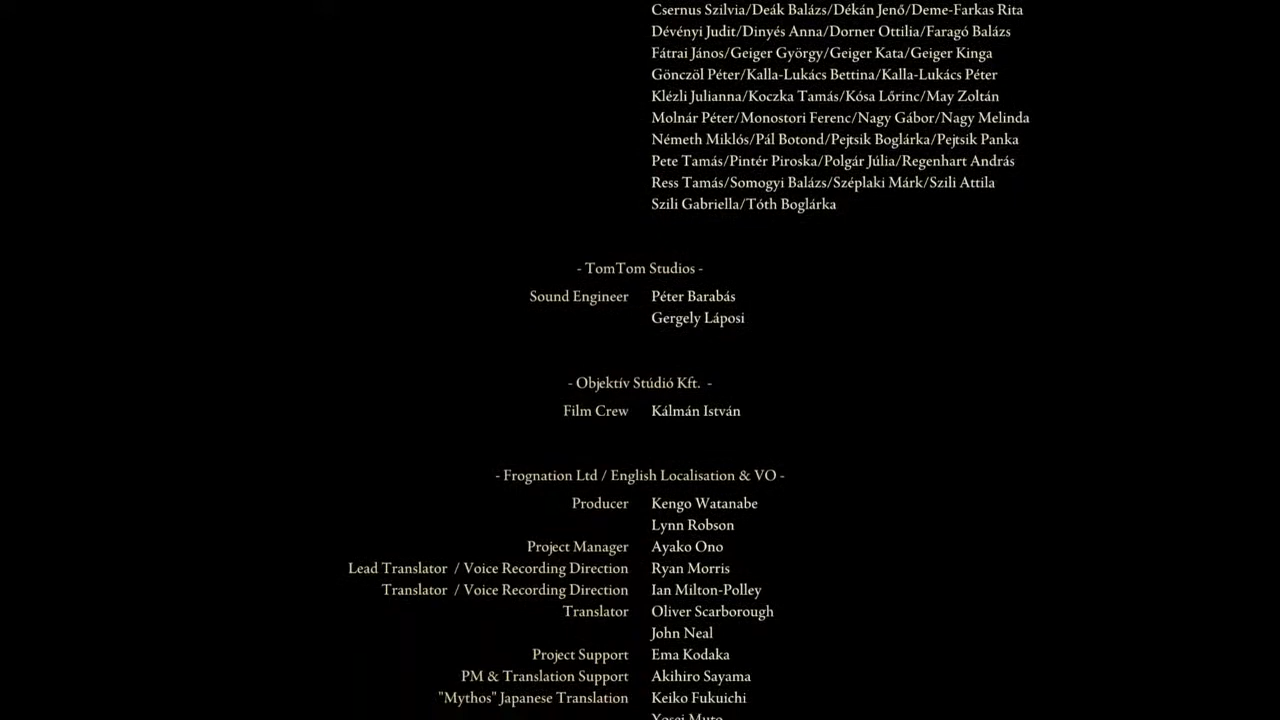 Csernus Szilvia/Deák Balázs/Dékán Jenő/Deme-Farkas Rita
Dévényi Judit/Dinyés Anna/Dorner Ottilia/Faragó Balázs
Fátrai János/Geiger György/Geiger Kata/Geiger Kinga
Gönczöl Péter/Kalla-Lukács Bettina/Kalla-Lukács Péter
Klézli Julianna/Koczka Tamás/Kósa Lőrinc/May Zoltán
Molnár Péter/Monostori Ferenc/Nagy Gábor/Nagy Melinda
Németh Miklós/Pál Botond/Pejtsik Boglárka/Pejtsik Panka
Pete Tamás/Pintér Piroska/Polgár Júlia/Regenhart András
Ress Tamás/Somogyi Balázs/Széplaki Márk/Szili Attila
Szili Gabriella/Tóth Boglárka
- TomTom Studios -
Sound Engineer Péter Barabás
Gergely Láposi
- Objektív Stúdió Kft. -
Film Crew Kálmán István
- Frognation Ltd / English Localisation & VO -
Producer Kengo Watanabe
Lynn Robson
Project Manager Ayako Ono
Lead Translator / Voice Recording Direction Ryan Morris
Translator / Voice Recording Direction Ian Milton-Polley
Translator Oliver Scarborough
John Neal
Project Support Ema Kodaka
PM & Translation Support Akihiro Sayama
"Mythos" Japanese Translation Keiko Fukuichi
Yosei Muto